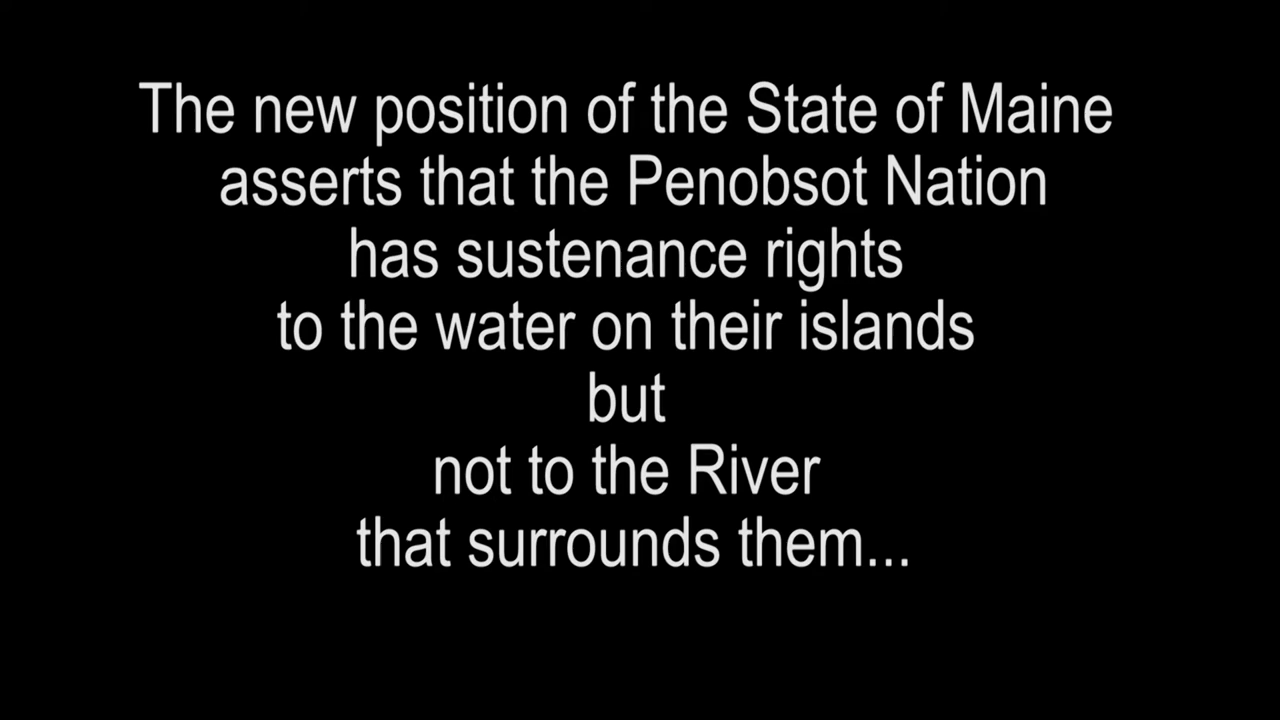 The new position of the State of Maine
asserts that the Penobsot Nation
has sustenance rights
to the water on their islands
but
not to the River
that surrounds them...